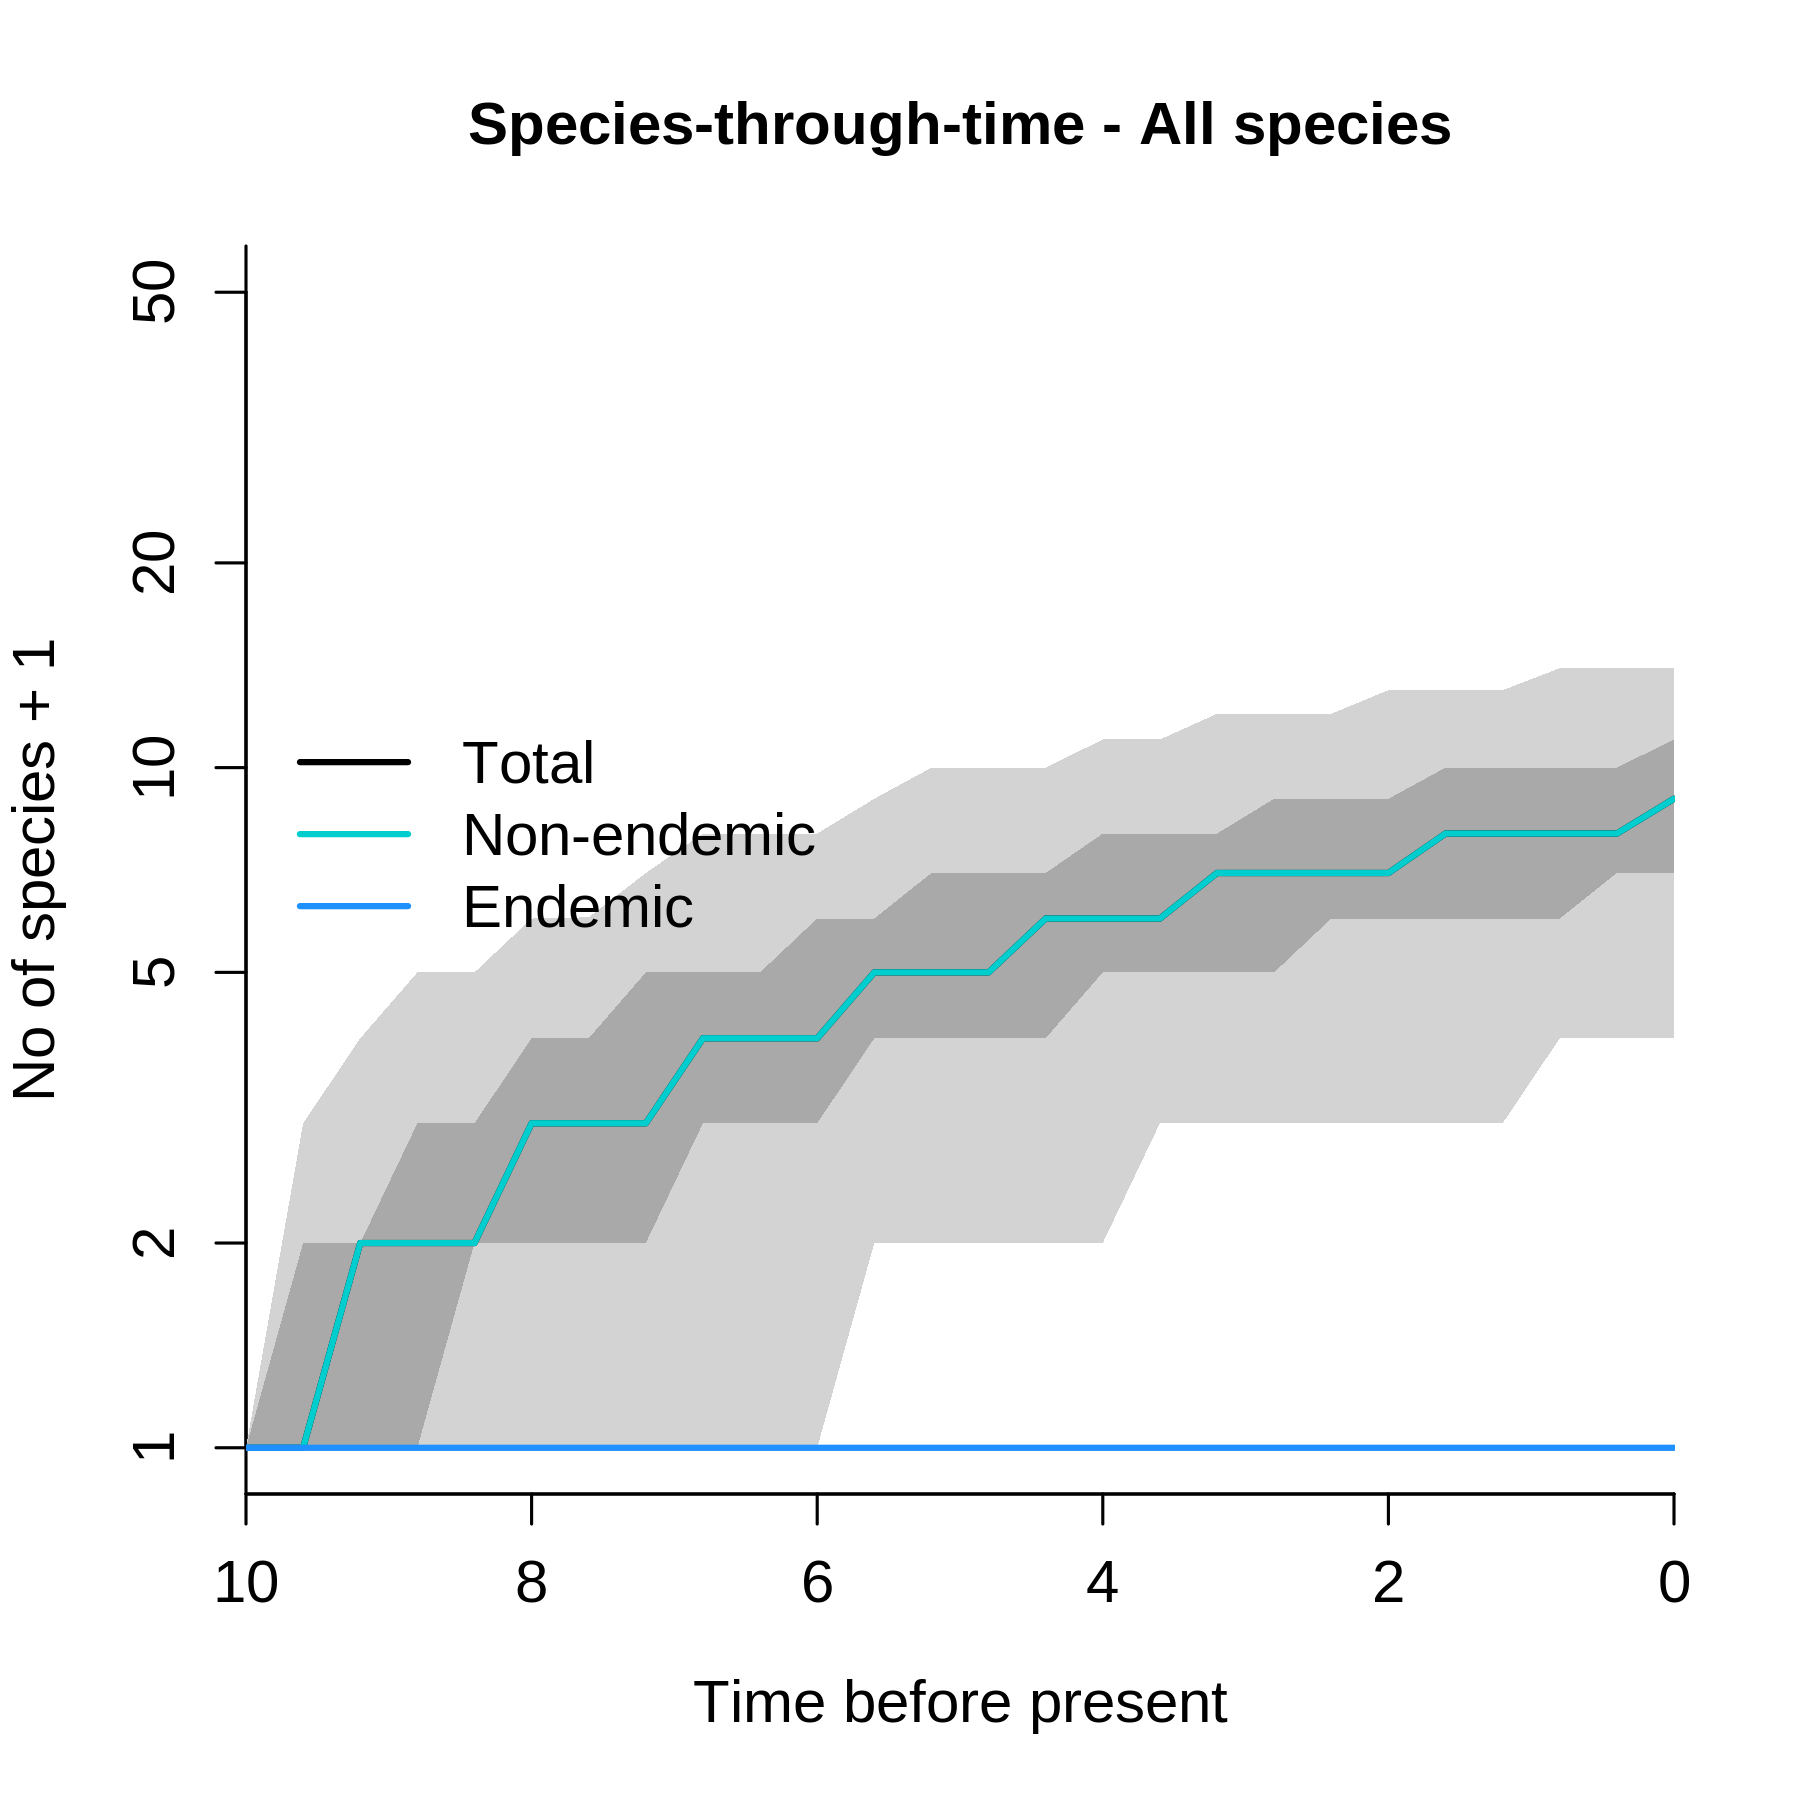 Species-through-time - All species
No of species + 1
50
20
10
5
2
1
Total
Non-endemic
Endemic
10 8 6 4 2 0
Time before present